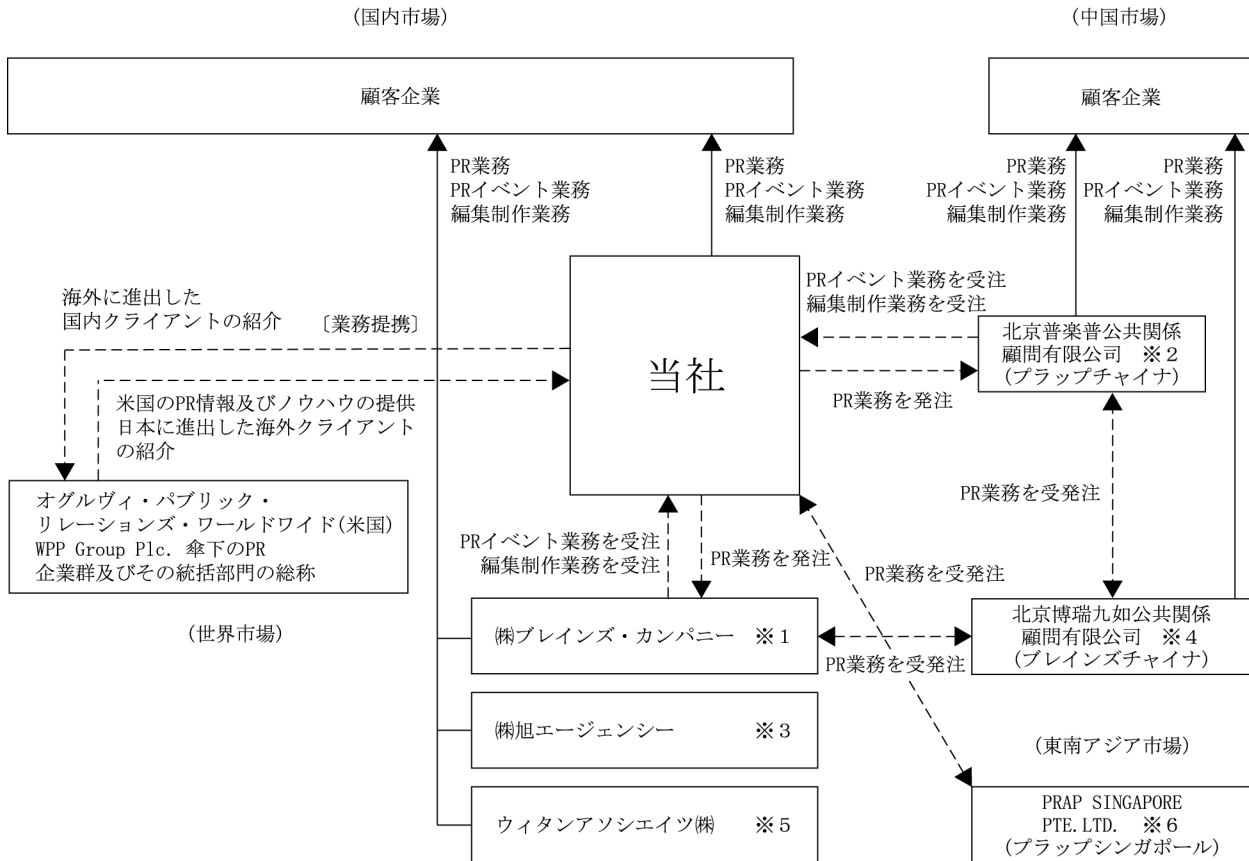 (国内市場)
(中国市場)
顧客企業
顧客企業
PR業務
PRイベント業務
編集制作業務
PR業務
PRイベント業務
編集制作業務
PR業務
PRイベント業務
編集制作業務
PR業務
PRイベント業務
編集制作業務
海外に進出した
国内クライアントの紹介
〔業務提携〕
当社
PRイベント業務を受注
編集制作業務を受注
PR業務を発注
北京普楽普公共関係
顧問有限公司 ※2
(プラップチャイナ)
米国のPR情報及びノウハウの提供
日本に進出した海外クライアント
の紹介
オグルヴィ・パブリック・
リレーションズ・ワールドワイド(米国)
WPP Group Plc. 傘下のPR
企業群及びその統括部門の総称
(世界市場)
PR業務を受発注
PRイベント業務を受注
編集制作業務を受注
PR業務を発注
PR業務を受発注
㈱ブレインズ・カンパニー ※1
PR業務を受発注
北京博瑞九如公共関係
顧問有限公司 ※4
(ブレインズチャイナ)
㈱旭エージェンシー ※3
(東南アジア市場)
ウィタンアソシエイツ㈱ ※5
PRAP SINGAPORE
PTE.LTD. ※6
(プラップシンガポール)